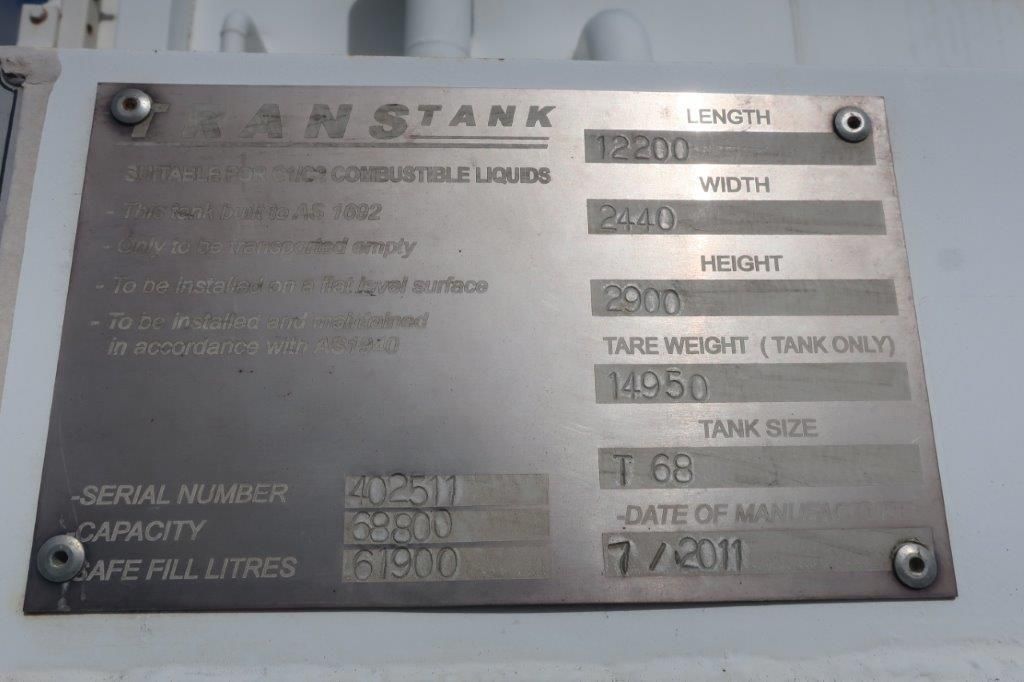 TRANSTANK
SUITABLE FOR C1/C2 COMBUSTIBLE LIQUIDS
- This tank built to AS 1692
- Only to be transported empty
- To be installed on a flat level surface
- To be installed and maintained
in accordance with AS1940
-SERIAL NUMBER 402511
-CAPACITY 68800
SAFE FILL LITRES 61900
LENGTH
12200
WIDTH
2440
HEIGHT
2900
TARE WEIGHT (TANK ONLY)
14950
TANK SIZE
T 68
-DATE OF MANUFACTURE
7/2011